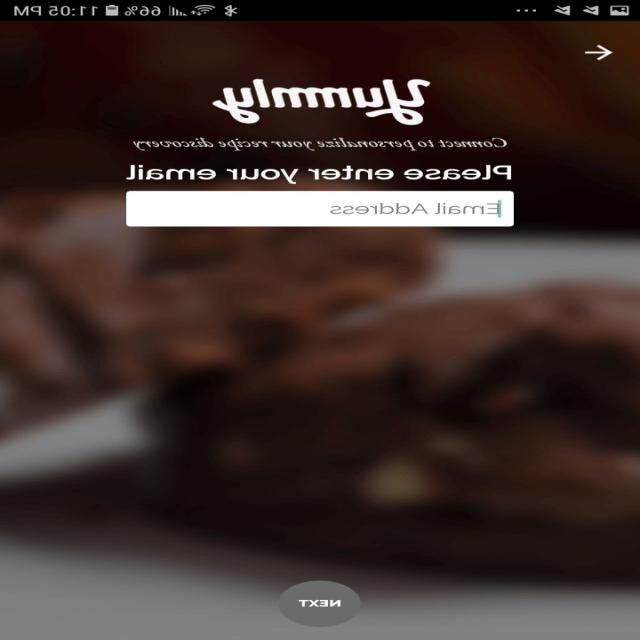 66% 11:05 PM
Yummly
Connect to personalize your recipe discovery
Please enter your email
Email Address
NEXT